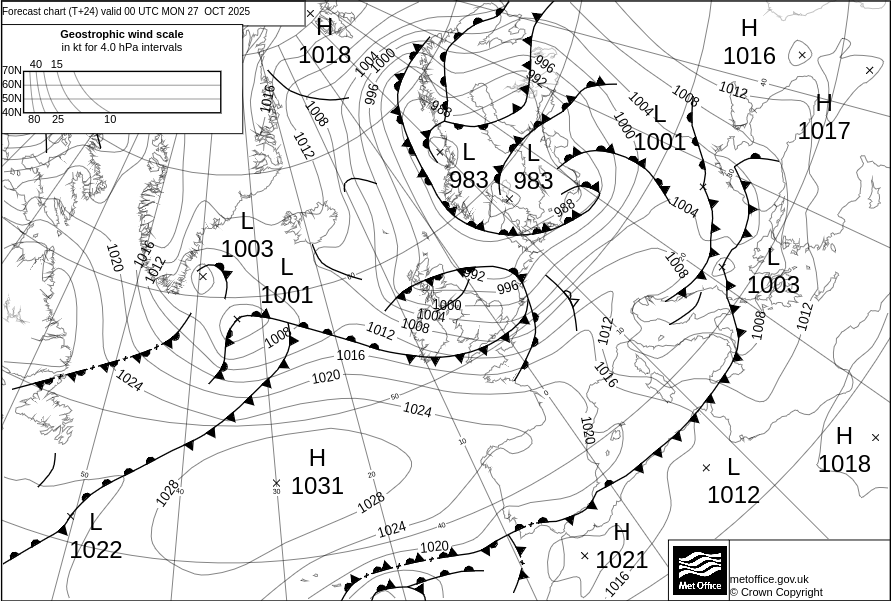 Forecast chart (T+24) valid 00 UTC MON 27 OCT 2025
Geostrophic wind scale
in kt for 4.0 hPa intervals
40 15
70N
60N
50N
40N
80 25 10
H
1018
H
1016
H
1017
L
1001
L
983
L
983
L
1003
L
1001
L
1003
H
1031
L
1022
H
1018
L
1012
H
1021
1004
1000
996
1016
1008
1012
988
996
992
1004
1008
1000
1012
40
1004
988
1008
1020
1016
1012
992
996
1000
1004
1008
1012
1008
1016
1020
1024
1024
1012
1016
1008
1012
1020
50
0
10
20
30
40
50
40
1028
1028
1024
1020
1016
metoffice.gov.uk
© Crown Copyright
Met Office